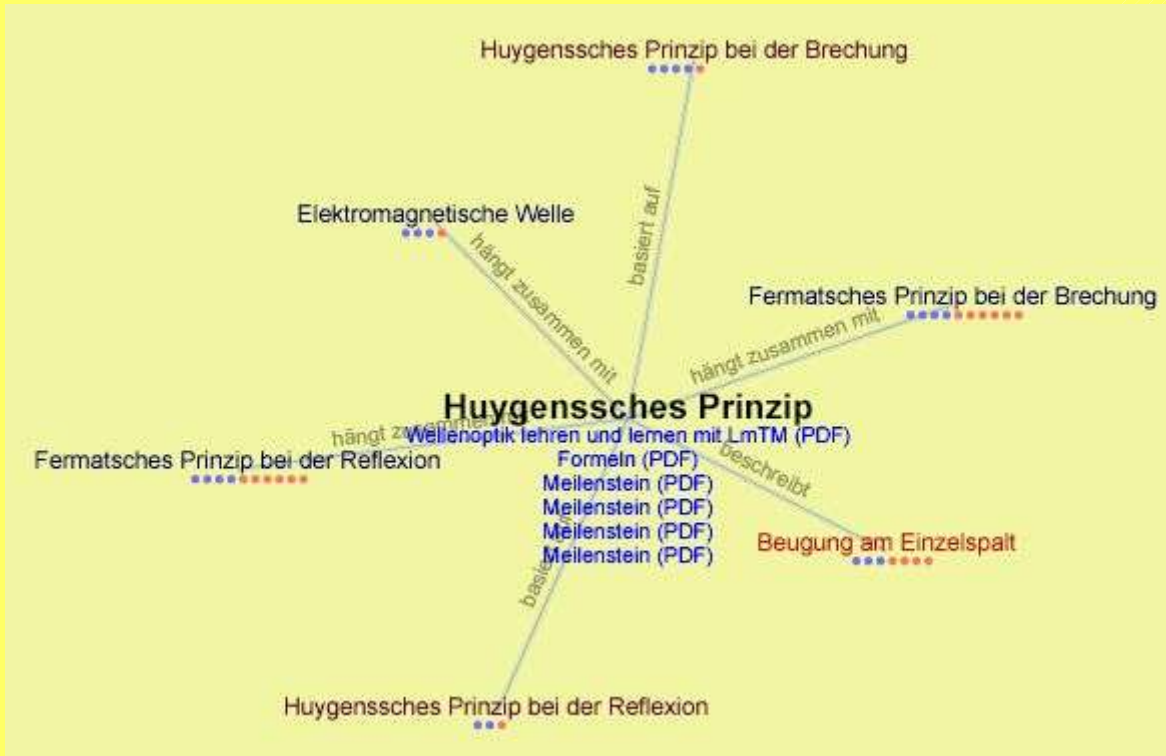 Huygenssches Prinzip bei der Brechung
Elektromagnetische Welle
basiert auf
hängt zusammen mit
Fermatsches Prinzip bei der Brechung
hängt zusammen mit
Huygenssches Prinzip
hängt zusammen
Wellenoptik lehren und lernen mit LmTM (PDF)
Fermatsches Prinzip bei der Reflexion
Formeln (PDF)
beschreibt
Meilenstein (PDF)
Meilenstein (PDF)
Meilenstein (PDF)
Beugung am Einzelspalt
Meilenstein (PDF)
Huygenssches Prinzip bei der Reflexion